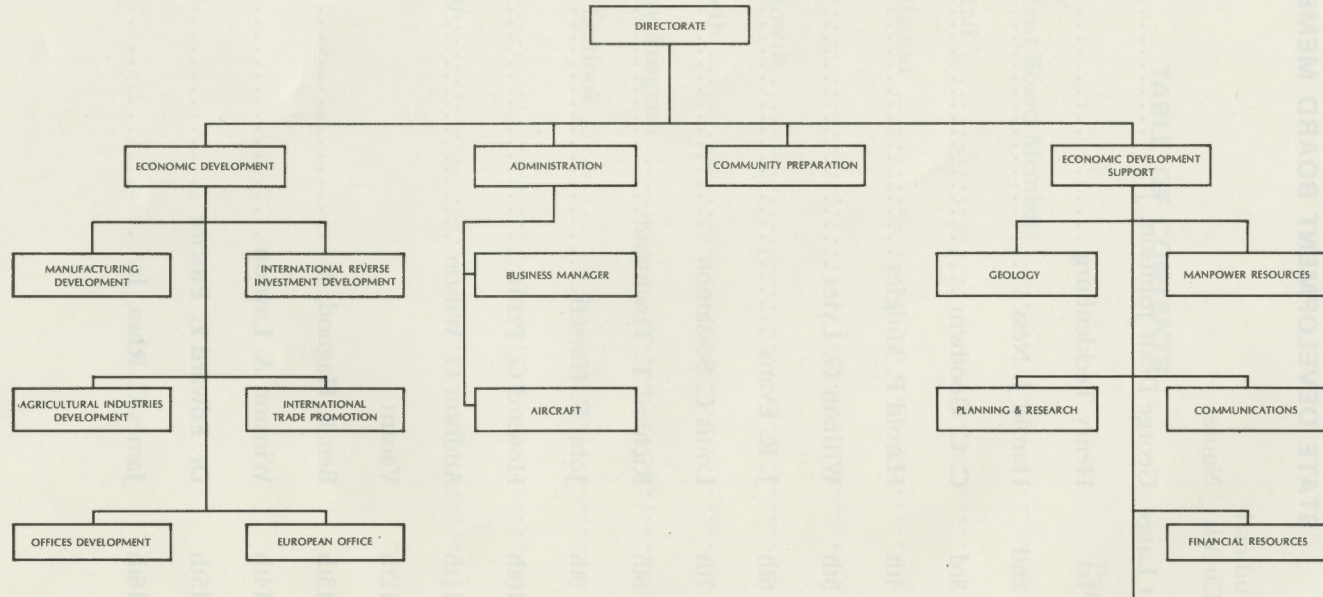 DIRECTORATE
ECONOMIC DEVELOPMENT
ADMINISTRATION
COMMUNITY PREPARATION
ECONOMIC DEVELOPMENT
SUPPORT
MANUFACTURING
DEVELOPMENT
INTERNATIONAL REVERSE
INVESTMENT DEVELOPMENT
BUSINESS MANAGER
GEOLOGY
MANPOWER RESOURCES
AGRICULTURAL INDUSTRIES
DEVELOPMENT
INTERNATIONAL
TRADE PROMOTION
AIRCRAFT
PLANNING & RESEARCH
COMMUNICATIONS
OFFICES DEVELOPMENT
EUROPEAN OFFICE
FINANCIAL RESOURCES